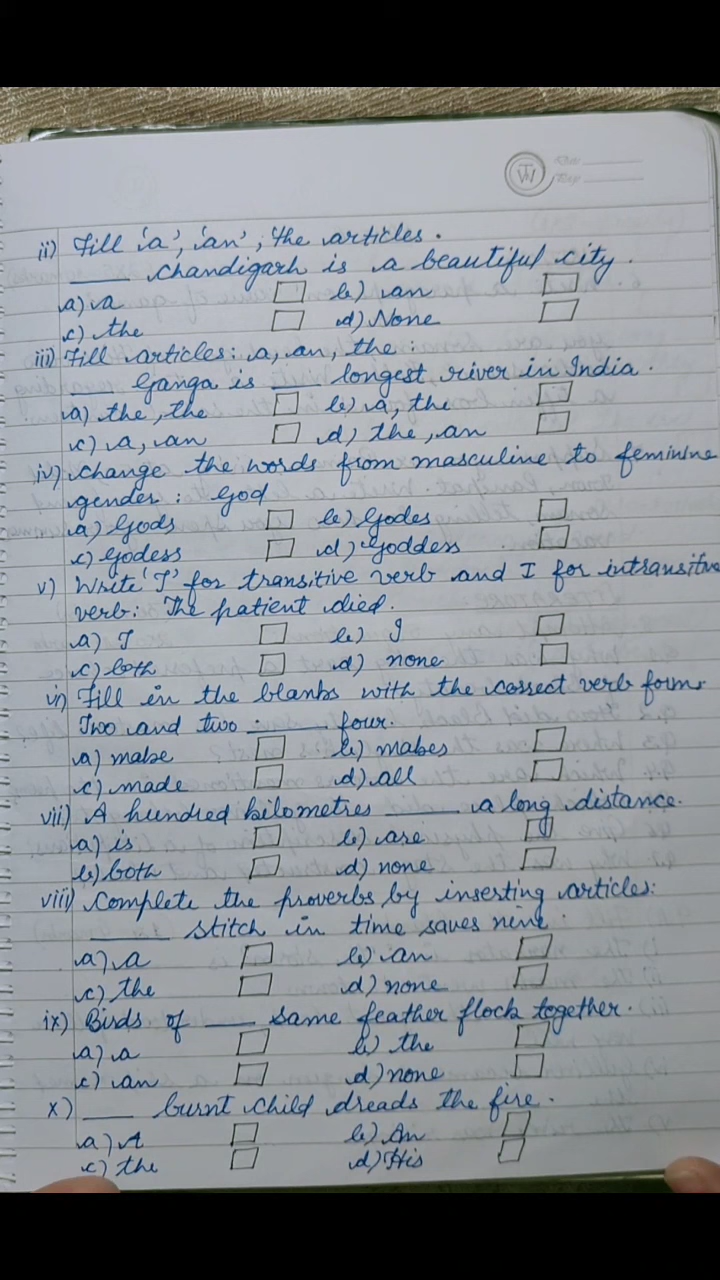 ii) Fill 'a', 'an', 'the articles.
____ Chandigarh is a beautiful city.
a) a b) an
c) the d) None
iii) Fill articles: a, an, the:
____ Ganga is ____ longest river in India.
a) the, the b) a, the
c) a, an d) the, an
iv) Change the words from masculine to feminine
gender: God
a) Gods b) Godes
c) Godess d) Goddess
v) Write 'T' for transitive verb and I for intransitive
verb: The patient died.
a) T b) I
c) both d) none
vi) Fill in the blanks with the correct verb form.
Two and two ____ four.
a) make b) makes
c) made d) all
vii) A hundred kilometres ____ a long distance.
a) is b) are
b) both d) none
viii) Complete the proverbs by inserting articles:
____ stitch in time saves nine.
a) a b) an
c) the d) none
ix) Birds of ____ same feather flock together.
a) a b) the
c) an d) none
x) ____ burnt child dreads the fire.
a) A b) An
c) the d) His